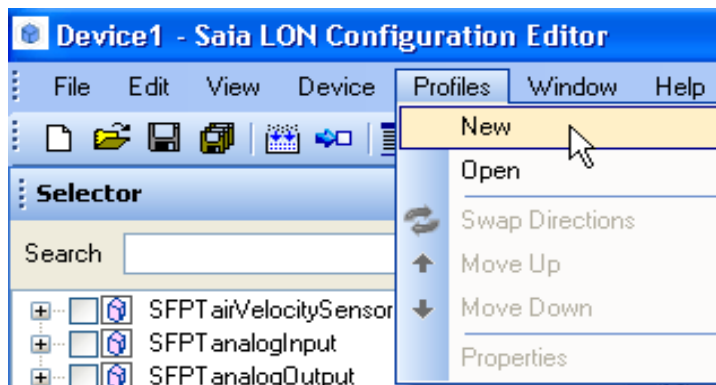 Device1 - Saia LON Configuration Editor
File Edit View Device Profiles Window Help
New
Open
Selector
Swap Directions
Search
Move Up
SFPTairVelocitySensor
Move Down
SFPTanalogInput
Properties
SFPTanalogOutput